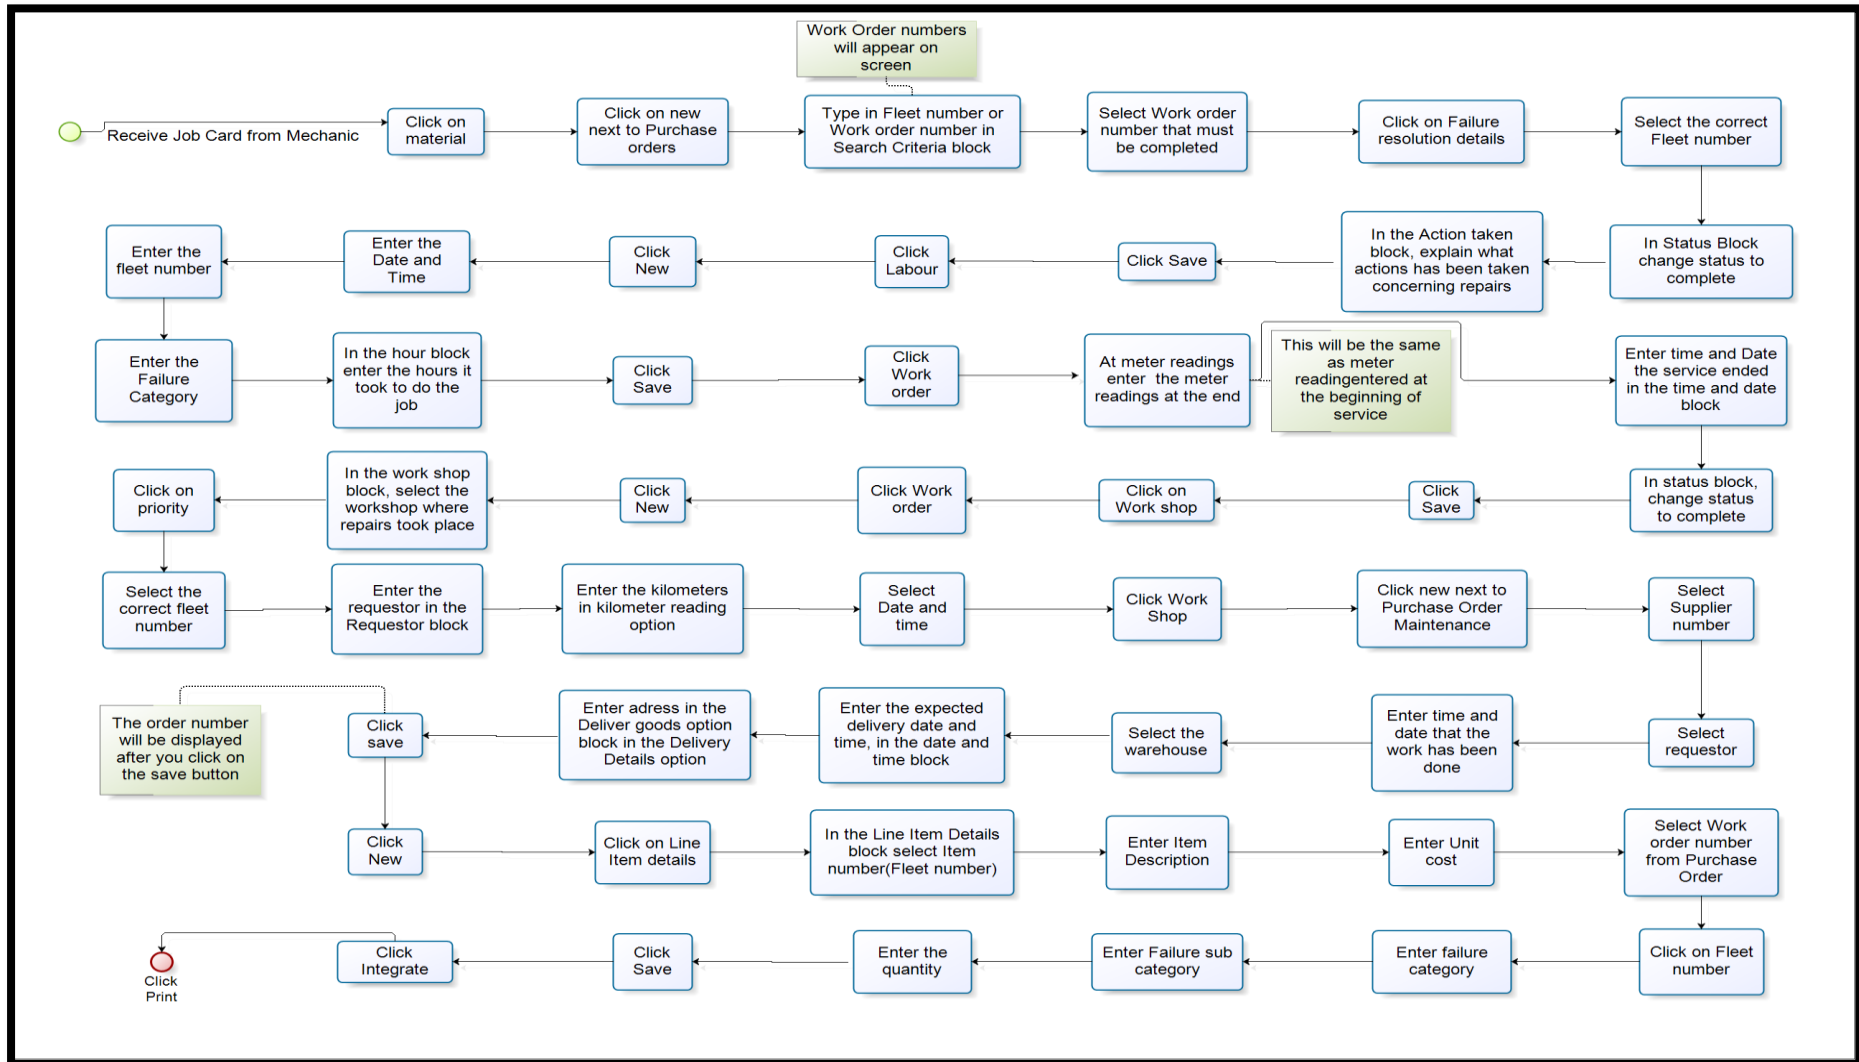 Work Order numbers
will appear on
screen
Receive Job Card from Mechanic
Click on
material
Click on new
next to Purchase
orders
Type in Fleet number or
Work order number in
Search Criteria block
Select Work order
number that must
be completed
Click on Failure
resolution details
Select the correct
Fleet number
In Status Block
change status to
complete
In the Action taken
block, explain what
actions has been taken
concerning repairs
Click Save
Click
Labour
Click
New
Enter the
Date and
Time
Enter the
fleet number
Enter the
Failure
Category
In the hour block
enter the hours it
took to do the
job
Click
Save
Click
Work
order
At meter readings
enter the meter
readings at the end
This will be the same
as meter
readingentered at
the beginning of
service
Enter time and Date
the service ended
in the time and date
block
In status block,
change status
to complete
Click
Save
Click on
Work shop
Click Work
order
Click
New
In the work shop
block, select the
workshop where
repairs took place
Click on
priority
Select the
correct fleet
number
Enter the
requestor in the
Requestor block
Enter the kilometers
in kilometer reading
option
Select
Date and
time
Click Work
Shop
Click new next to
Purchase Order
Maintenance
Select
Supplier
number
Select
requestor
Enter time and
date that the
work has been
done
Select the
warehouse
Enter the expected
delivery date and
time, in the date and
time block
Enter adress in the
Deliver goods option
block in the Delivery
Details option
Click
save
The order number
will be displayed
after you click on
the save button
Click
New
Click on Line
Item details
In the Line Item Details
block select Item
number(Fleet number)
Enter Item
Description
Enter Unit
cost
Select Work
order number
from Purchase
Order
Click on Fleet
number
Enter failure
category
Enter Failure sub
category
Enter the
quantity
Click
Save
Click
Integrate
Click
Print